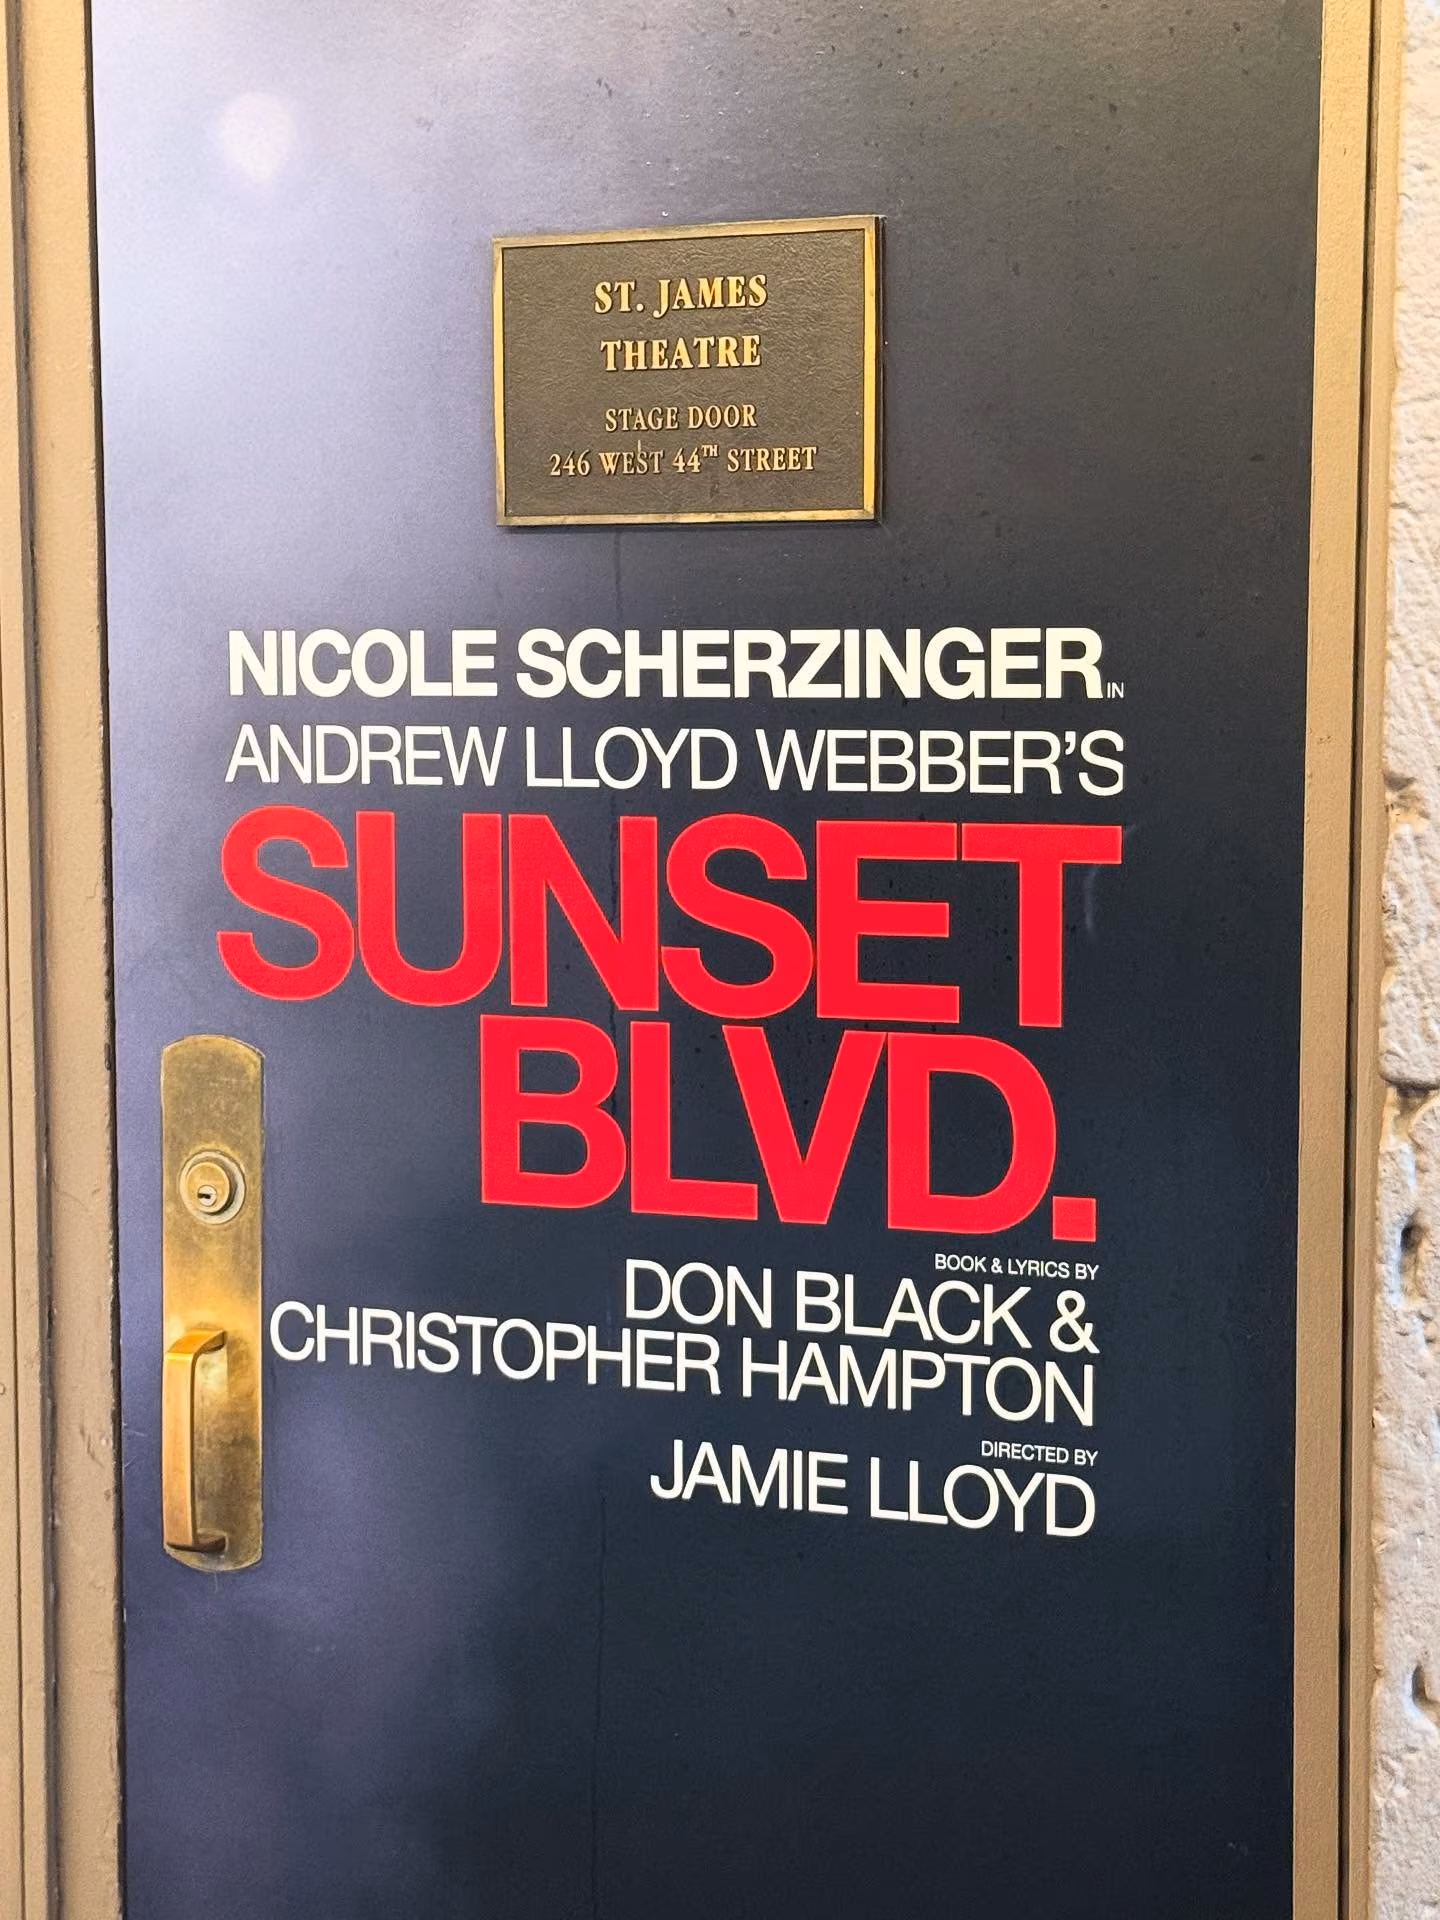 ST. JAMES
THEATRE
STAGE DOOR
246 WEST 44TH STREET
NICOLE SCHERZINGER IN
ANDREW LLOYD WEBBER'S
SUNSET
BLVD.
BOOK & LYRICS BY
DON BLACK &
CHRISTOPHER HAMPTON
DIRECTED BY
JAMIE LLOYD